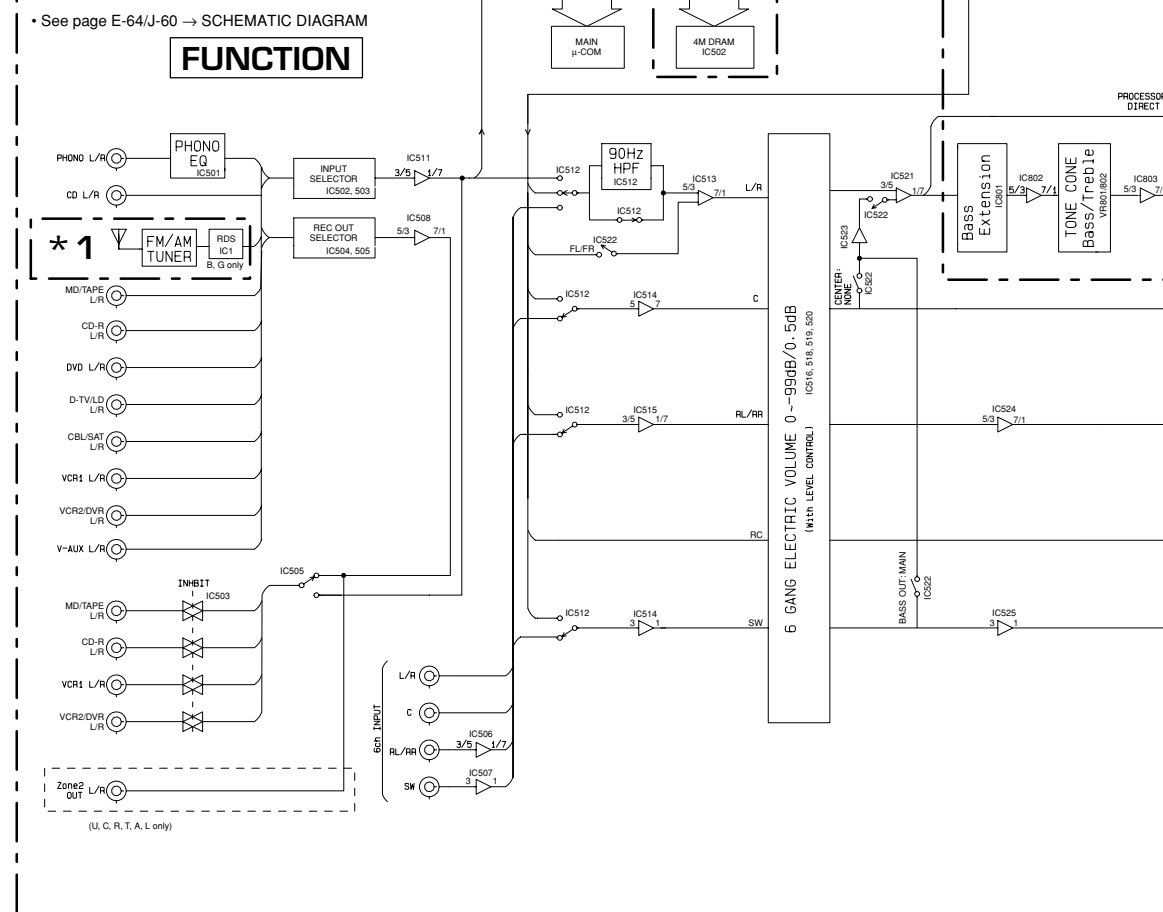 • See page E-64/J-60 → SCHEMATIC DIAGRAM
FUNCTION
MAIN
µ-COM
4M DRAM
IC502
PROCESSOR
DIRECT
PHONO L/R
PHONO
EQ
IC501
CD L/R
INPUT
SELECTOR
IC502, 503
IC511
3/5
1/7
*1
FM/AM
TUNER
RDS
IC1
B, G only
REC OUT
SELECTOR
IC504, 505
IC508
5/3
7/1
MD/TAPE
L/R
CD-R
L/R
DVD L/R
D-TV/LD
L/R
CBL/SAT
L/R
VCR1 L/R
VCR2/DVR
L/R
V-AUX L/R
IC505
INHBIT
IC503
MD/TAPE
L/R
CD-R
L/R
VCR1 L/R
VCR2/DVR
L/R
Zone2
OUT
L/R
(U, C, R, T, A, L only)
6ch INPUT
L/R
C
RL/RR
IC506
3/5
1/7
SW
IC507
3
1
IC512
90Hz
HPF
IC512
IC512
IC513
5/3
7/1
L/R
FL/FR
IC522
IC512
IC514
5
7
C
IC512
IC515
3/5
1/7
RL/RR
RC
IC512
IC514
3
1
SW
6 GANG ELECTRIC VOLUME 0~-99dB/0.5dB
(With LEVEL CONTROL)
IC516, 518, 519, 520
IC521
3/5
1/7
IC522
IC523
CENTER:
NONE
IC522
BASS OUT: MAIN
IC522
Bass
Extension
IC801
IC802
5/3
7/1
TONE CONE
Bass/Treble
VR801/802
IC803
5/3
7/1
IC524
5/3
7/1
IC525
3
1